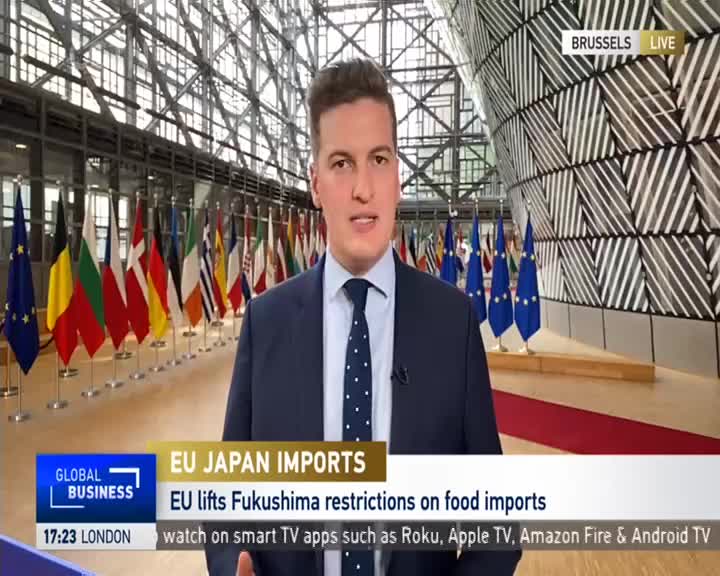 BRUSSELS LIVE
EU JAPAN IMPORTS
GLOBAL
BUSINESS
EU lifts Fukushima restrictions on food imports
17:23 LONDON
watch on smart TV apps such as Roku, Apple TV, Amazon Fire & Android TV